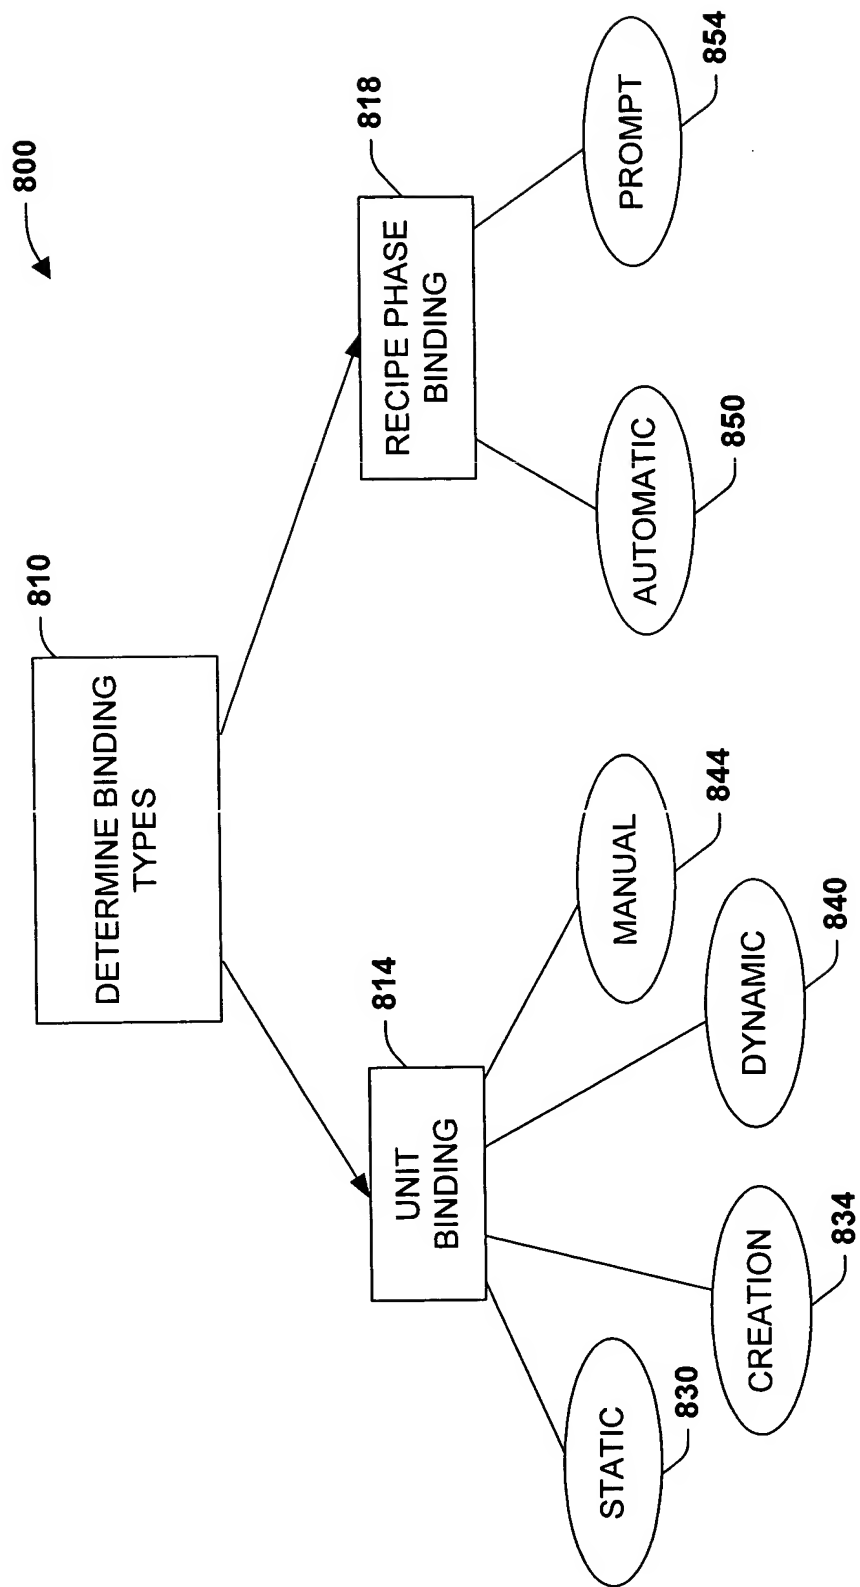 800
810
DETERMINE BINDING
TYPES
814
UNIT
BINDING
818
RECIPE PHASE
BINDING
STATIC
830
CREATION
834
DYNAMIC
840
MANUAL
844
AUTOMATIC
850
PROMPT
854